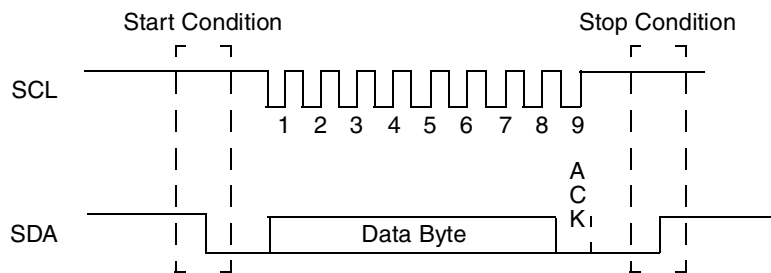 Start Condition
Stop Condition
SCL
1 2 3 4 5 6 7 8 9
A
C
K
SDA
Data Byte